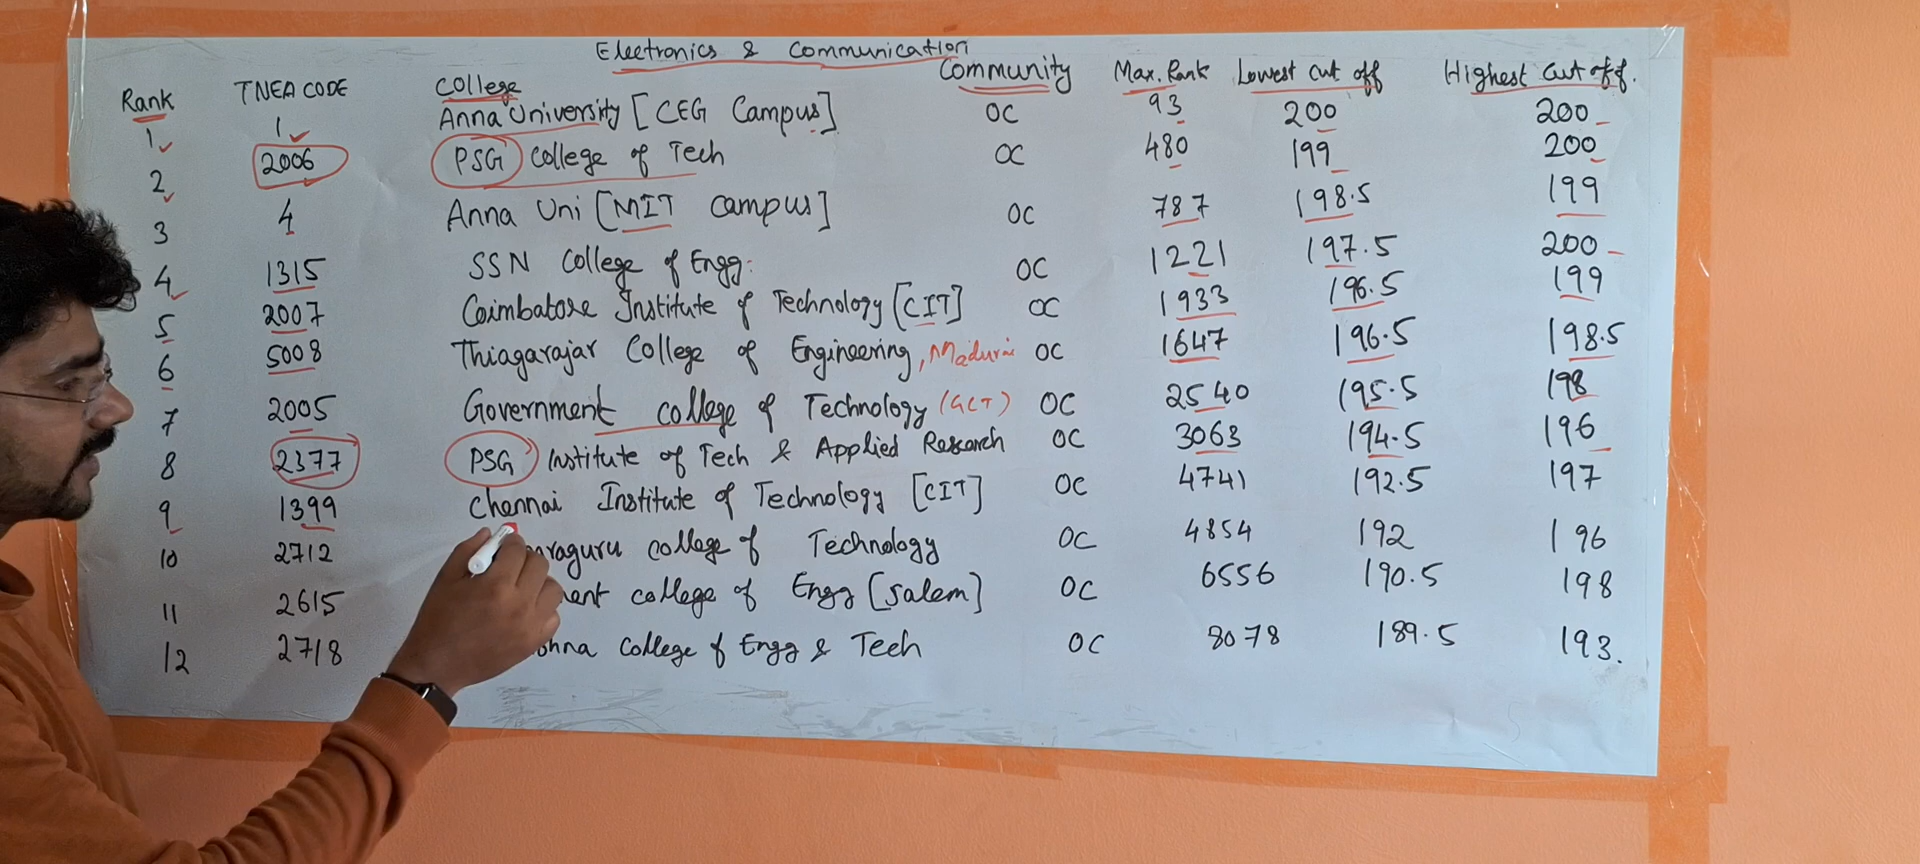 Electronics & Communication
Rank TNEA CODE College Community Max. Rank Lowest cut off Highest Cut off.
1 1 Anna University [CEG Campus] OC 93 200 200
2 2006 PSG College of Tech OC 480 199 200
3 4 Anna Uni [MIT Campus] OC 787 198.5 199
4 1315 SSN College of Engg: OC 1221 197.5 200
5 2007 Coimbatore Institute of Technology [CIT] OC 1933 196.5 199
6 5008 Thiagarajar College of Engineering, Madurai OC 1647 196.5 198.5
7 2005 Government college of Technology (GCT) OC 2540 195.5 198
8 2377 PSG Institute of Tech & Applied Research OC 3063 194.5 196
9 1399 Chennai Institute of Technology [CIT] OC 4741 192.5 197
10 2712 araguru college of Technology OC 4854 192 196
11 2615 ment college of Engg [Salem] OC 6556 190.5 198
12 2718 shna College of Engg & Tech OC 8078 189.5 193.